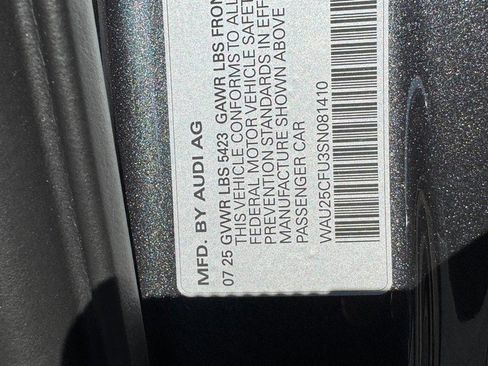 MFD. BY AUDI AG
07 25 GVWR LBS 5423 GAWR LBS FRON
THIS VEHICLE CONFORMS TO ALL
FEDERAL MOTOR VEHICLE SAFET
PREVENTION STANDARDS IN EFF
MANUFACTURE SHOWN ABOVE
PASSENGER CAR
WAU25CFU3SN081410